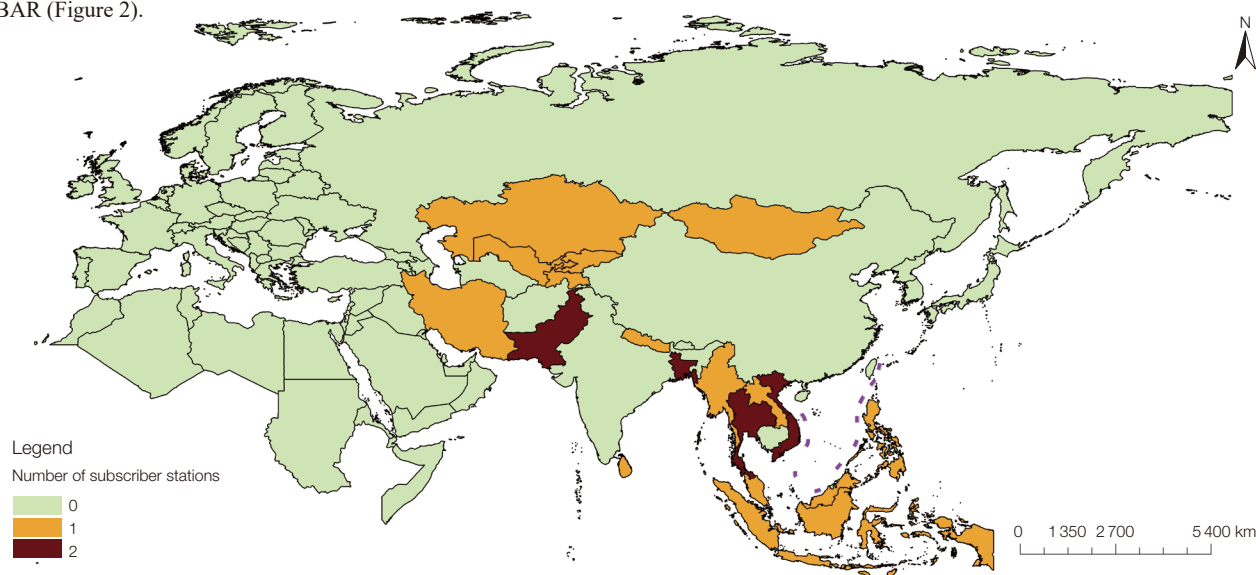 BAR (Figure 2).
N
Legend
Number of subscriber stations
0
1
2
0 1 350 2 700 5 400 km